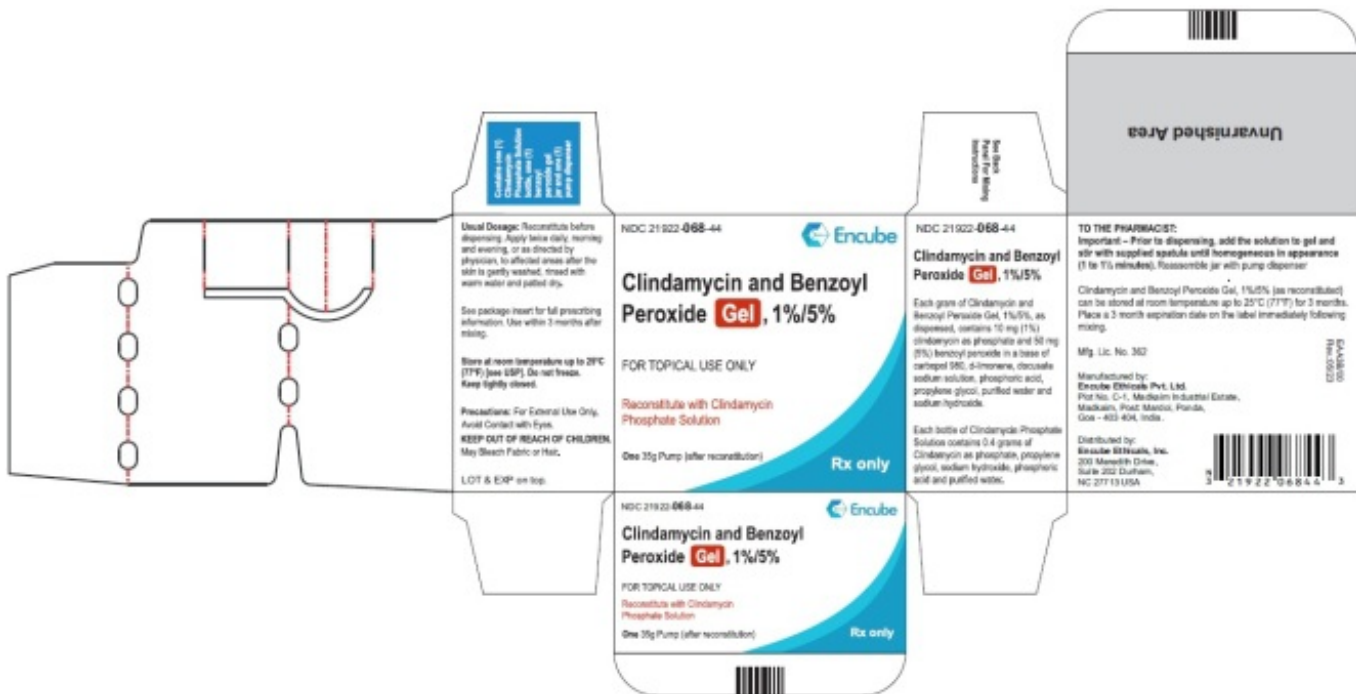 Contains one (1)
Clindamycin
Phosphate Solution
bottle, one (1)
benzoyl
peroxide gel
jar and one (1)
pump dispenser
Usual Dosage: Reconstitute before
dispensing. Apply twice daily, morning
and evening, or as directed by
physician, to affected areas after the
skin is gently washed, rinsed with
warm water and patted dry.
See package insert for full prescribing
information. Use within 3 months after
mixing.
Store at room temperature up to 25°C
(77°F) [see USP]. Do not freeze.
Keep tightly closed.
Precautions: For External Use Only.
Avoid Contact with Eyes.
KEEP OUT OF REACH OF CHILDREN.
May Bleach Fabric or Hair.
LOT & EXP on top.
NDC 21922-068-44
Encube
Clindamycin and Benzoyl
Peroxide Gel, 1%/5%
FOR TOPICAL USE ONLY
Reconstitute with Clindamycin
Phosphate Solution
One 35g Pump (after reconstitution)
Rx only
NDC 21922-068-44
Encube
Clindamycin and Benzoyl
Peroxide Gel, 1%/5%
FOR TOPICAL USE ONLY
Reconstitute with Clindamycin
Phosphate Solution
One 35g Pump (after reconstitution)
Rx only
See Back
Panel For Mixing
Instructions
NDC 21922-068-44
Clindamycin and Benzoyl
Peroxide Gel, 1%/5%
Each gram of Clindamycin and
Benzoyl Peroxide Gel, 1%/5%, as
dispensed, contains 10 mg (1%)
clindamycin as phosphate and 50 mg
(5%) benzoyl peroxide in a base of
carbopol 980, d-limonene, docusate
sodium solution, phosphoric acid,
propylene glycol, purified water and
sodium hydroxide.
Each bottle of Clindamycin Phosphate
Solution contains 0.4 grams of
Clindamycin as phosphate, propylene
glycol, sodium hydroxide, phosphoric
acid and purified water.
Unvarnished Area
TO THE PHARMACIST:
Important – Prior to dispensing, add the solution to gel and
stir with supplied spatula until homogeneous in appearance
(1 to 1½ minutes). Reassemble jar with pump dispenser
Clindamycin and Benzoyl Peroxide Gel, 1%/5% (as reconstituted)
can be stored at room temperature up to 25°C (77°F) for 3 months.
Place a 3 month expiration date on the label immediately following
mixing.
Mfg. Lic. No. 362
Manufactured by:
Encube Ethicals Pvt. Ltd.
Plot No. C-1, Madkaim Industrial Estate,
Madkaim, Post: Mardol, Ponda,
Goa - 403 404, India.
Distributed by:
Encube Ethicals, Inc.
200 Meredith Drive,
Suite 202 Durham,
NC 27713 USA
Rev.:05/23
N
3 21922 06844 3